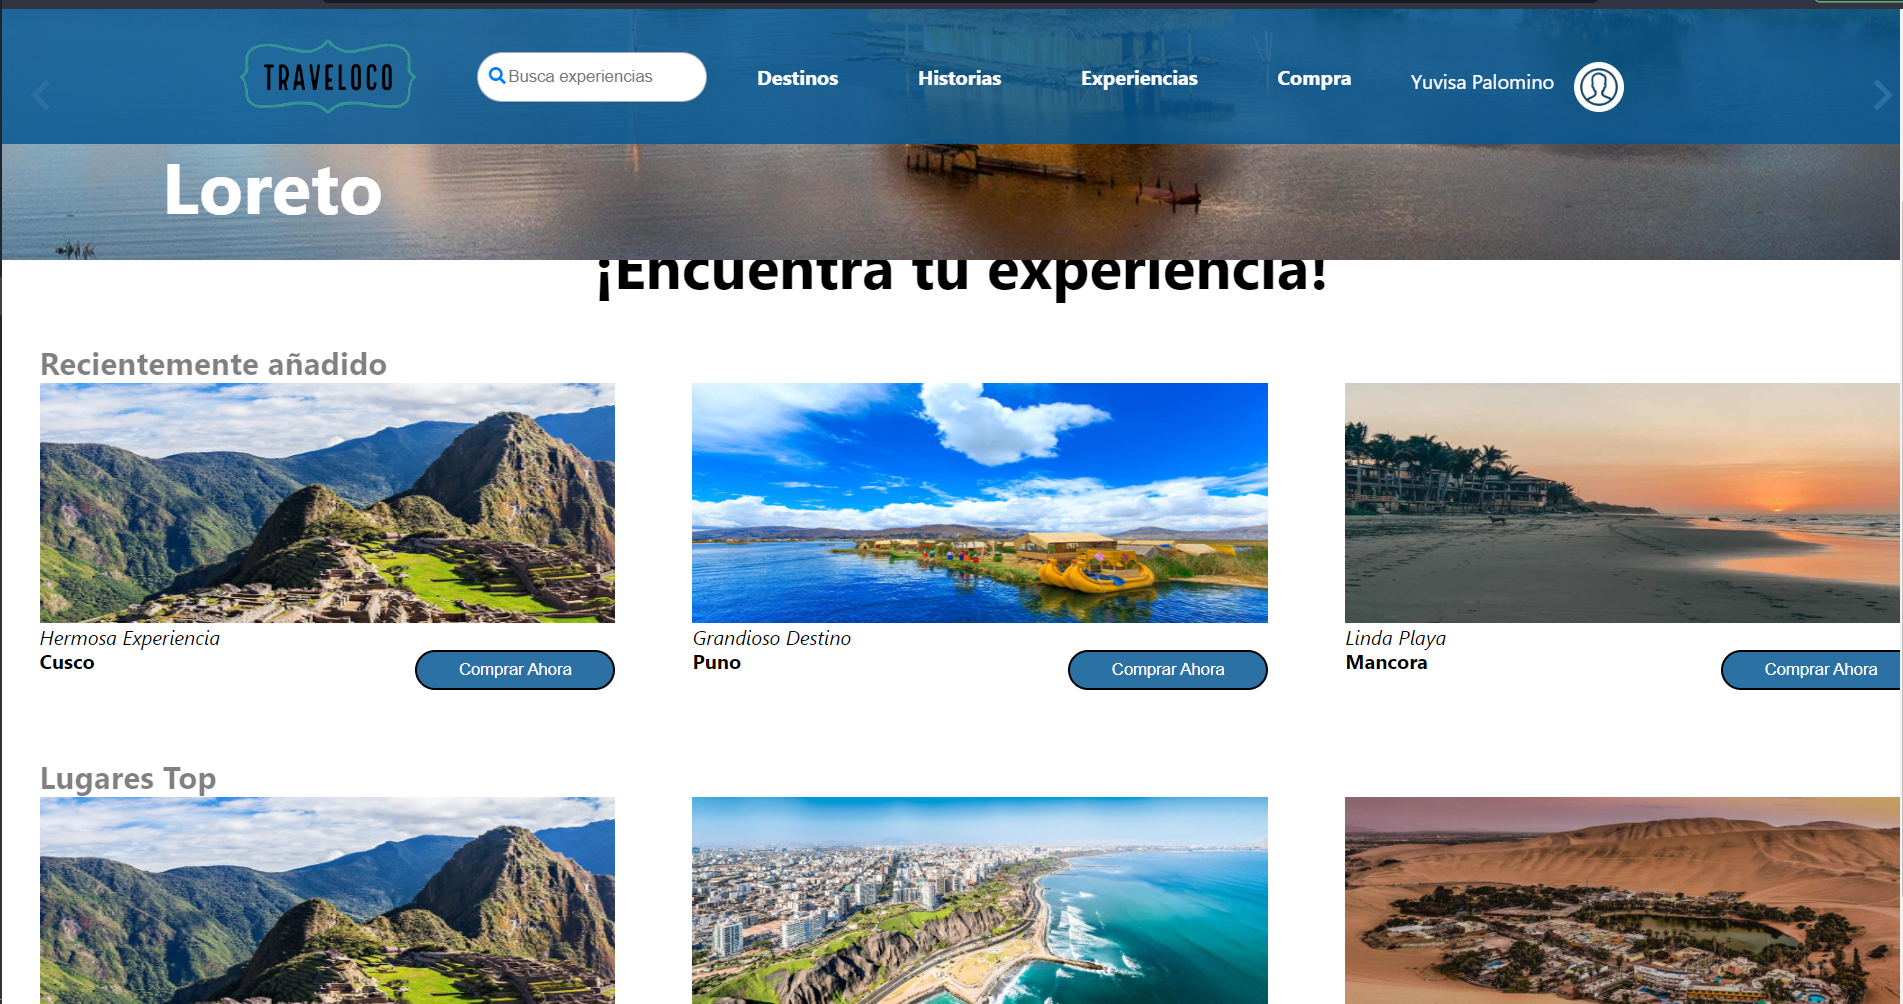 TRAVELOCO
Busca experiencias
Destinos
Historias
Experiencias
Compra
Yuvisa Palomino
Loreto
¡Encuentra tu experiencia!
Recientemente añadido
Hermosa Experiencia
Cusco
Comprar Ahora
Grandioso Destino
Puno
Comprar Ahora
Linda Playa
Mancora
Comprar Ahora
Lugares Top